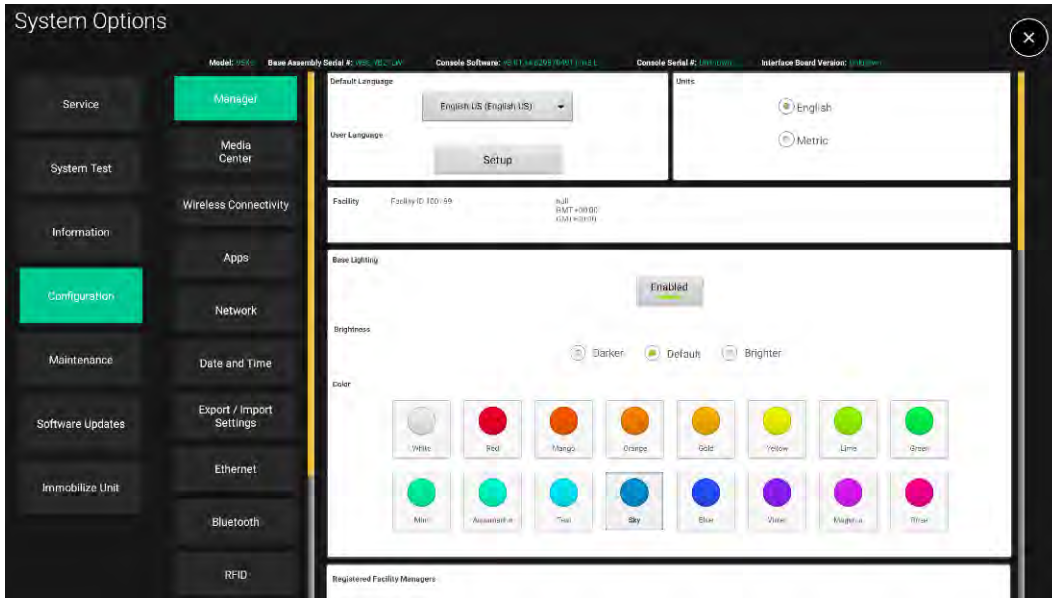 System Options
Model: Base Assembly Serial #: Console Software: Console Serial #: Interface Board Version:
Service
System Test
Information
Configuration
Maintenance
Software Updates
Immobilize Unit
Manager
Media
Center
Wireless Connectivity
Apps
Network
Date and Time
Export / Import
Settings
Ethernet
Bluetooth
RFID
Default Language
English US (English US)
User Language
Setup
Units
English
Metric
Facility Facility ID null
Base Lighting
Enabled
Brightness
Darker Default Brighter
Color
White Red Mango Orange Gold Yellow Lime Green
Mint Teal Sky Blue Violet Magenta
Registered Facility Managers